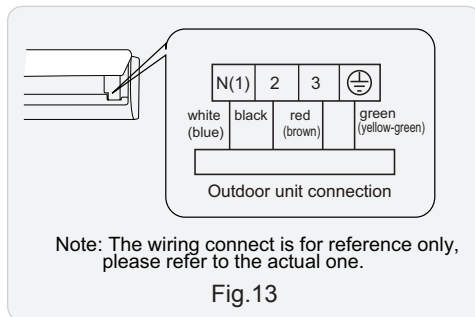 N(1) 2 3 ⏚
white black red green
(blue) (brown) (yellow-green)
Outdoor unit connection
Note: The wiring connect is for reference only,
please refer to the actual one.
Fig.13